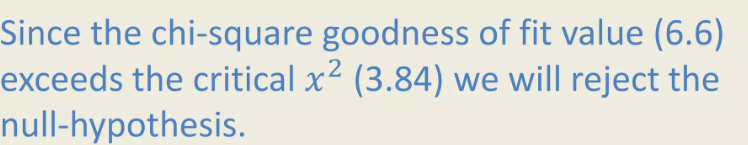 Since the chi-square goodness of fit value (6.6)
exceeds the critical x² (3.84) we will reject the
null-hypothesis.